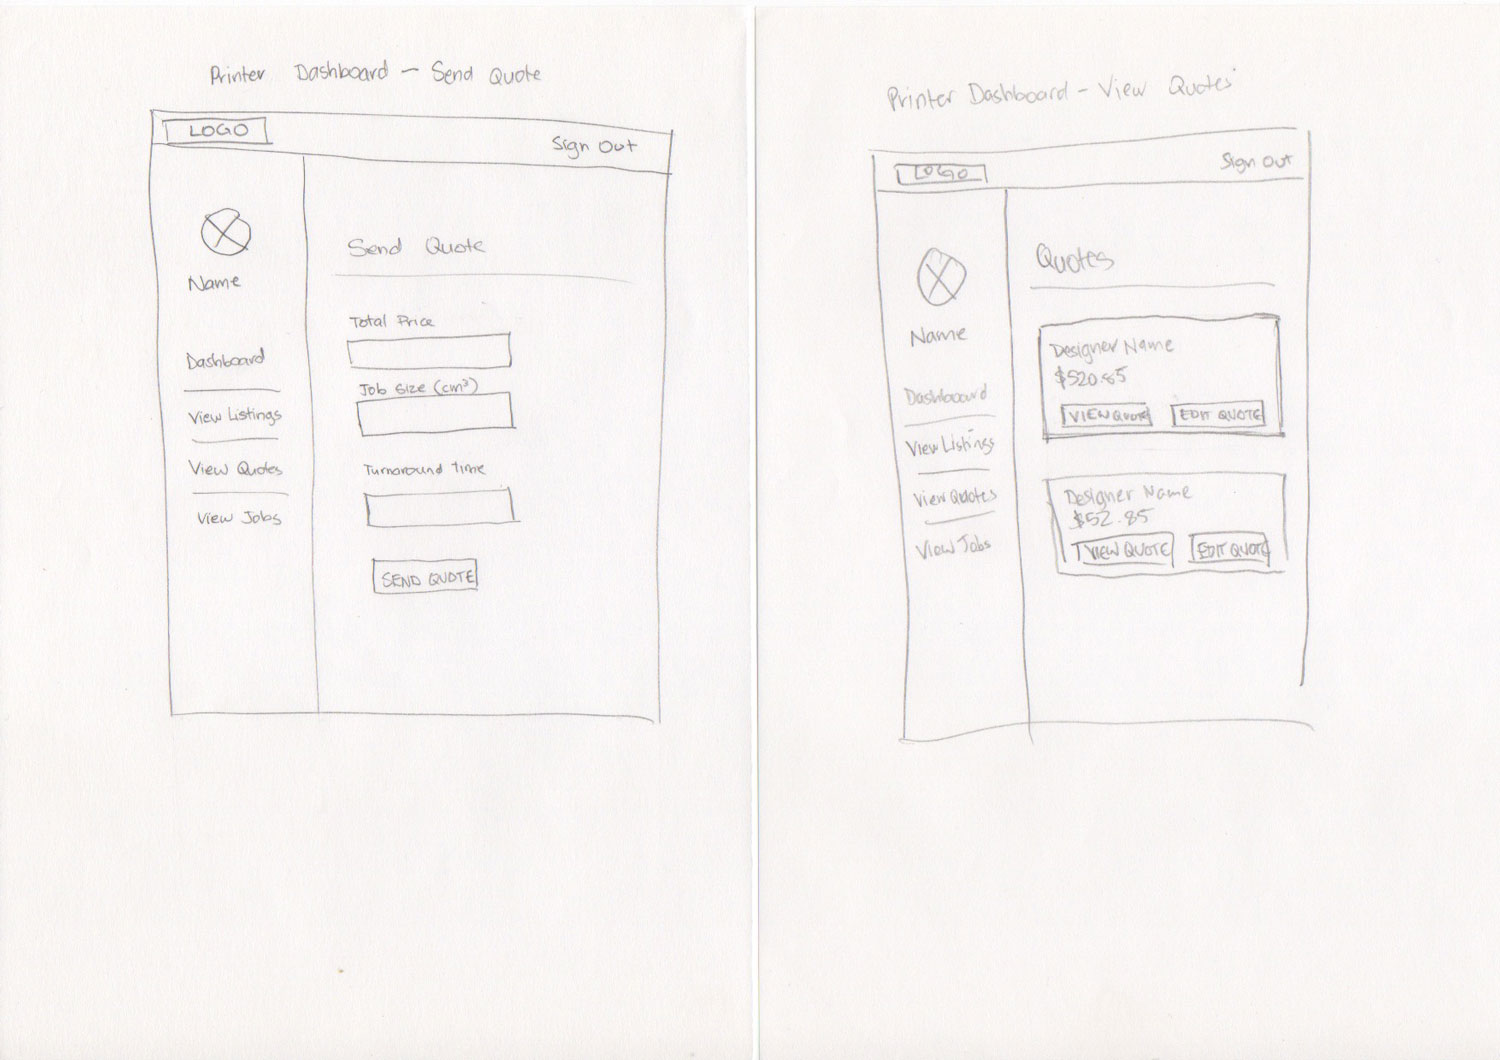 Printer Dashboard - Send Quote
LOGO
Sign Out
Name
Dashboard
View Listings
View Quotes
View Jobs
Send Quote
Total Price
Job Size (cm³)
Turnaround time
SEND QUOTE
Printer Dashboard - View Quotes
LOGO
Sign Out
Name
Dashboard
View Listings
View Quotes
View Jobs
Quotes
Designer Name
$520.85
VIEW QUOTE
EDIT QUOTE
Designer Name
$52.85
VIEW QUOTE
EDIT QUOTE